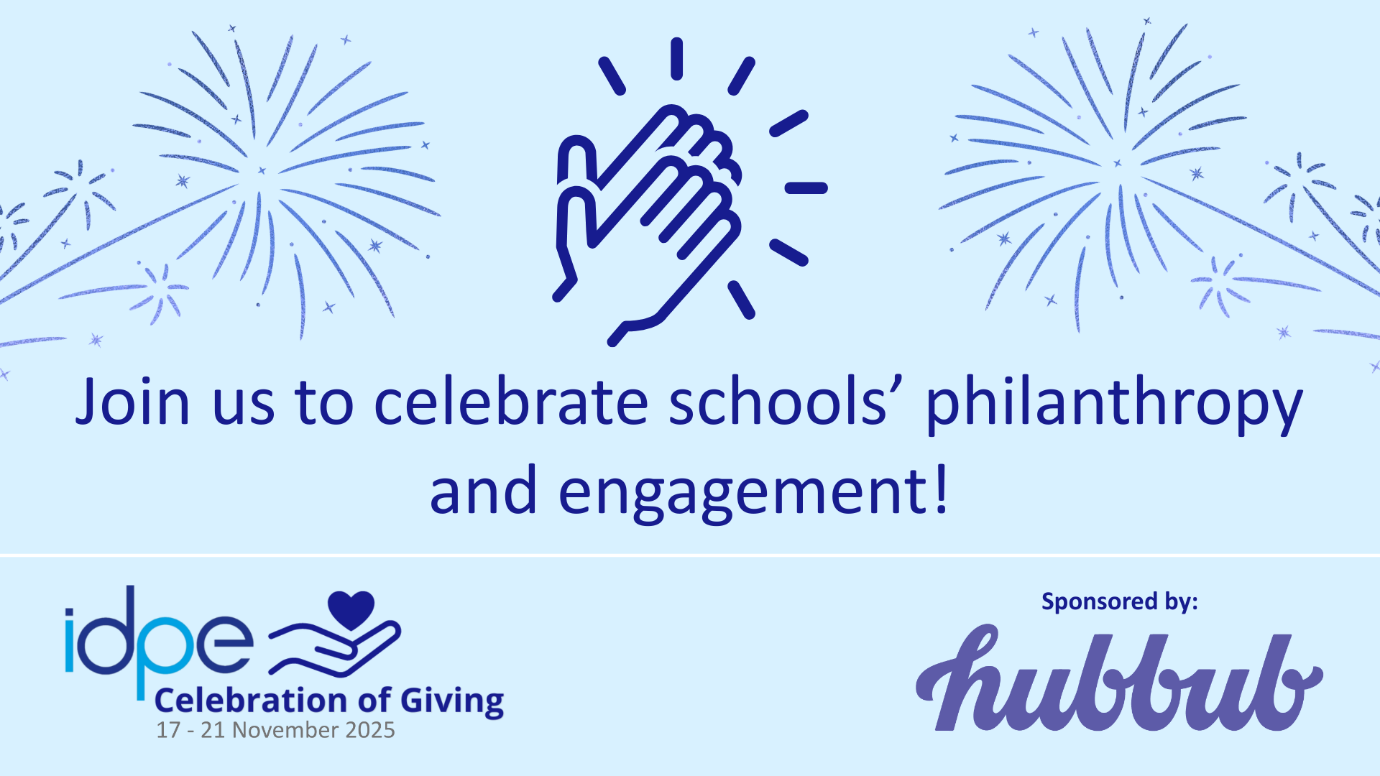 Join us to celebrate schools’ philanthropy
and engagement!
idpe
Celebration of Giving
17 - 21 November 2025
Sponsored by:
hubbub